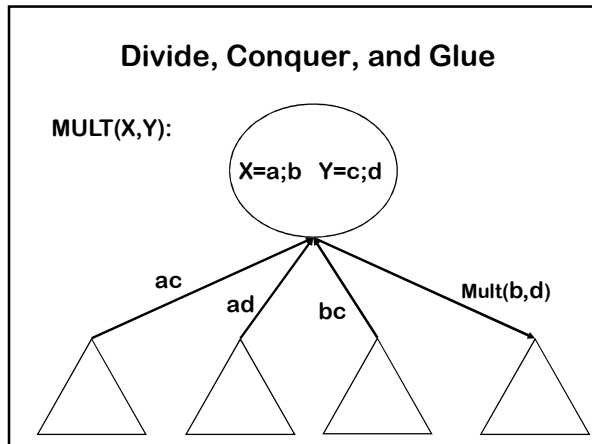 Divide, Conquer, and Glue
MULT(X,Y):
X=a;b Y=c;d
ac
ad
bc
Mult(b,d)